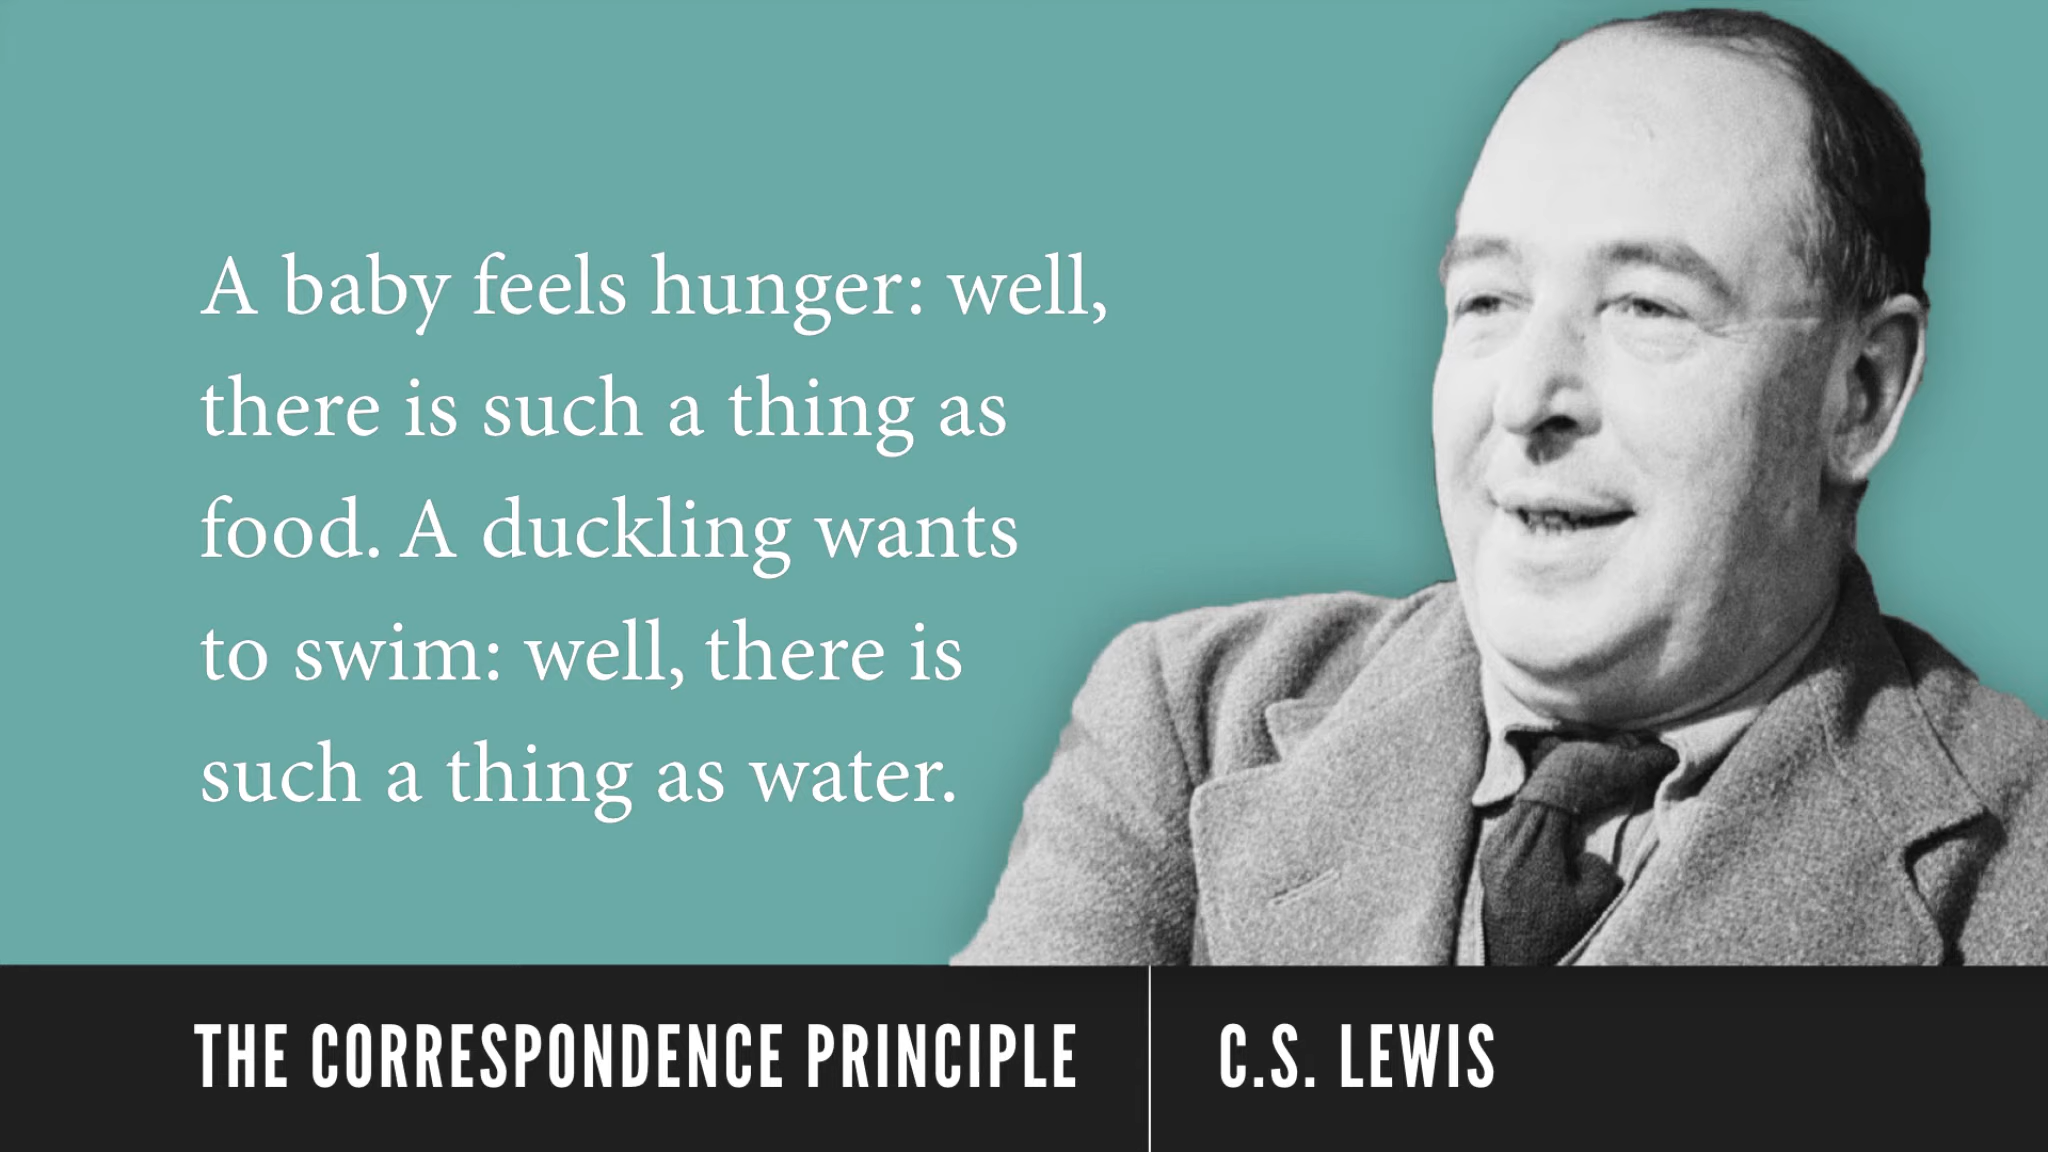 A baby feels hunger: well,
there is such a thing as
food. A duckling wants
to swim: well, there is
such a thing as water.
THE CORRESPONDENCE PRINCIPLE
C.S. LEWIS